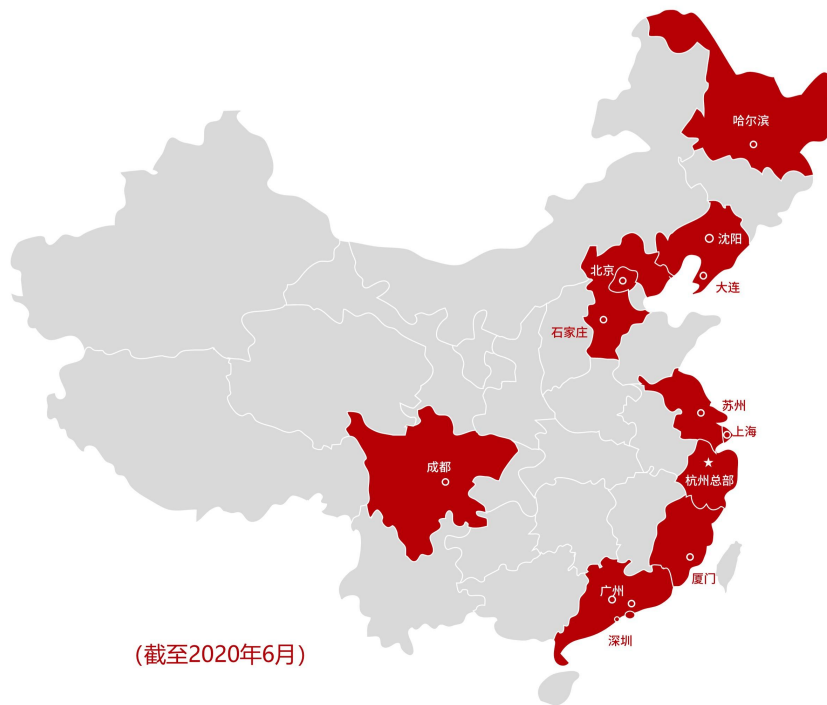 哈尔滨
沈阳
北京
大连
石家庄
苏州
上海
成都
杭州总部
厦门
广州
深圳
(截至2020年6月)